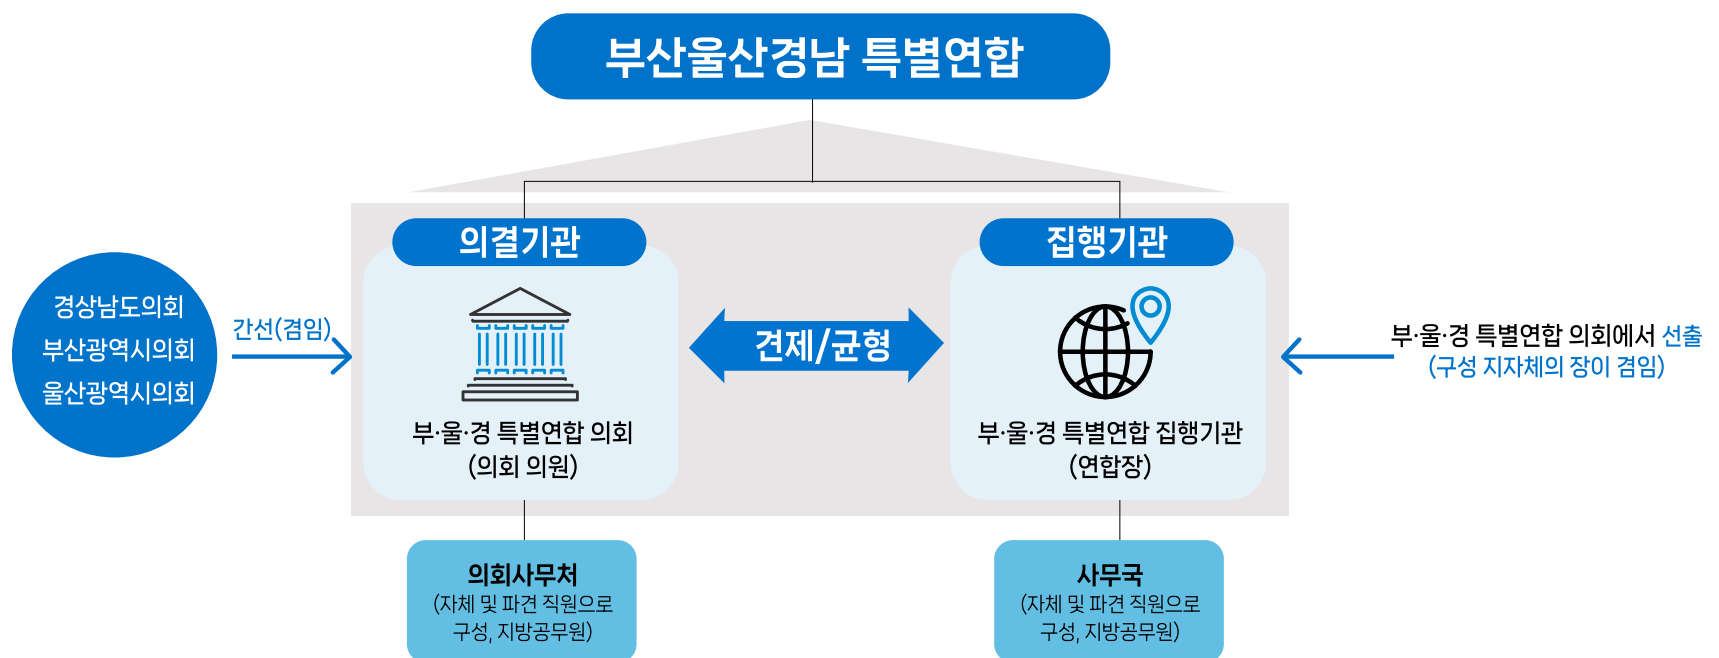 부산울산경남 특별연합
의결기관
집행기관
경상남도의회
부산광역시의회
울산광역시의회
간선(겸임)
견제/균형
부·울·경 특별연합 의회에서 선출
(구성 지자체의 장이 겸임)
부·울·경 특별연합 의회
(의회 의원)
부·울·경 특별연합 집행기관
(연합장)
의회사무처
(자체 및 파견 직원으로
구성, 지방공무원)
사무국
(자체 및 파견 직원으로
구성, 지방공무원)